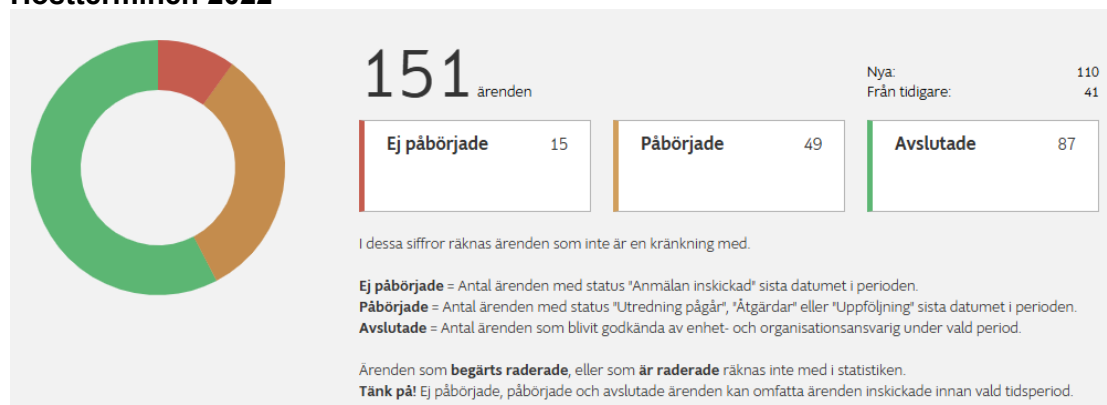 Höstterminen 2022
151 ärenden
Nya: 110
Från tidigare: 41
Ej påbörjade 15
Påbörjade 49
Avslutade 87
I dessa siffror räknas ärenden som inte är en kränkning med.
Ej påbörjade = Antal ärenden med status "Anmälan inskickad" sista datumet i perioden.
Påbörjade = Antal ärenden med status "Utredning pågår", "Åtgärdar" eller "Uppföljning" sista datumet i perioden.
Avslutade = Antal ärenden som blivit godkända av enhet- och organisationsansvarig under vald period.
Ärenden som begärts raderade, eller som är raderade räknas inte med i statistiken.
Tänk på! Ej påbörjade, påbörjade och avslutade ärenden kan omfatta ärenden inskickade innan vald tidsperiod.